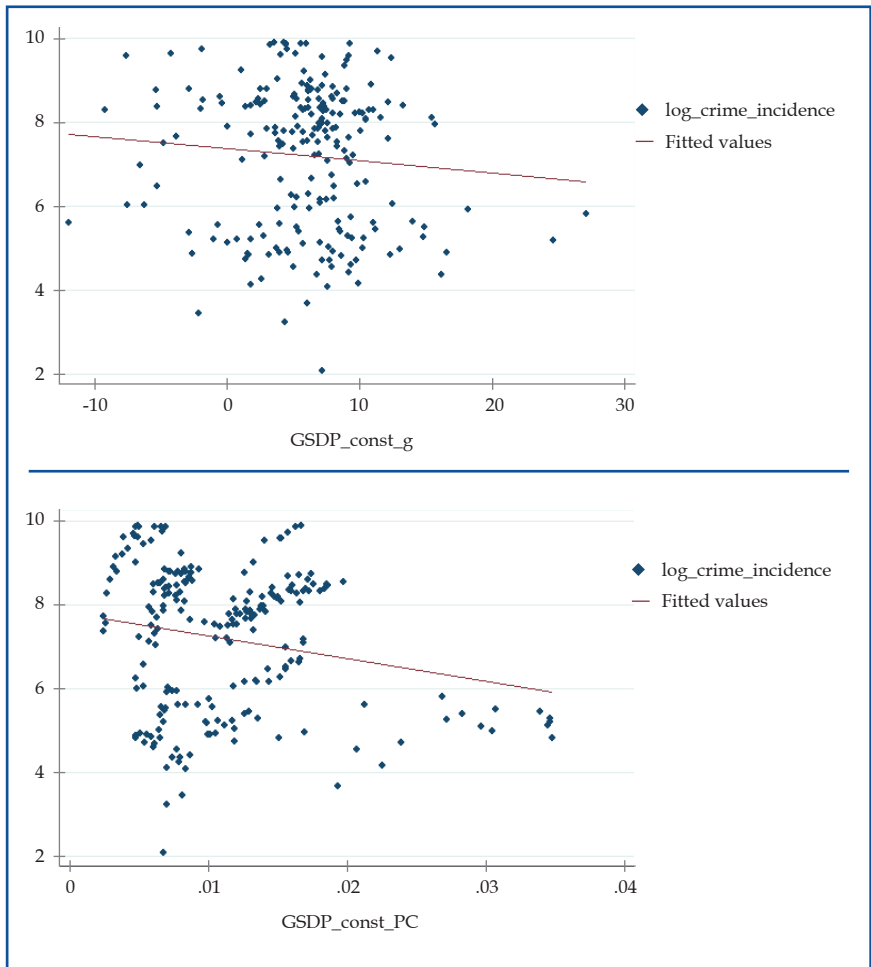 10
8
6
4
2
-10 0 10 20 30
GSDP_const_g
log_crime_incidence
Fitted values
10
8
6
4
2
0 .01 .02 .03 .04
GSDP_const_PC
log_crime_incidence
Fitted values